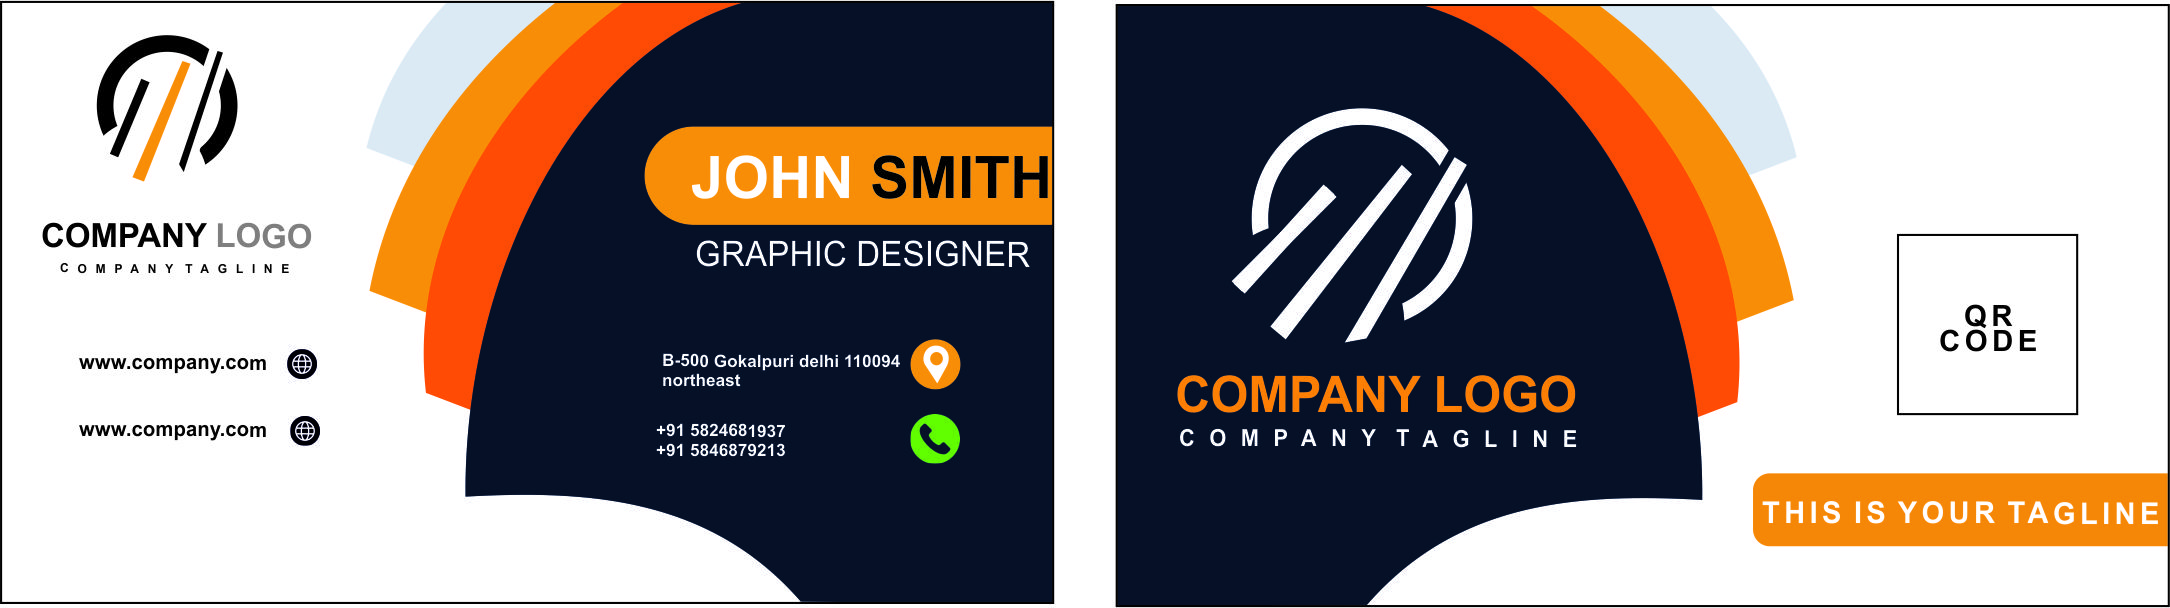 COMPANY LOGO
COMPANY TAGLINE
www.company.com
www.company.com
JOHN SMITH
GRAPHIC DESIGNER
B-500 Gokalpuri delhi 110094
northeast
+91 5824681937
+91 5846879213
COMPANY LOGO
COMPANY TAGLINE
QR
CODE
THIS IS YOUR TAGLINE